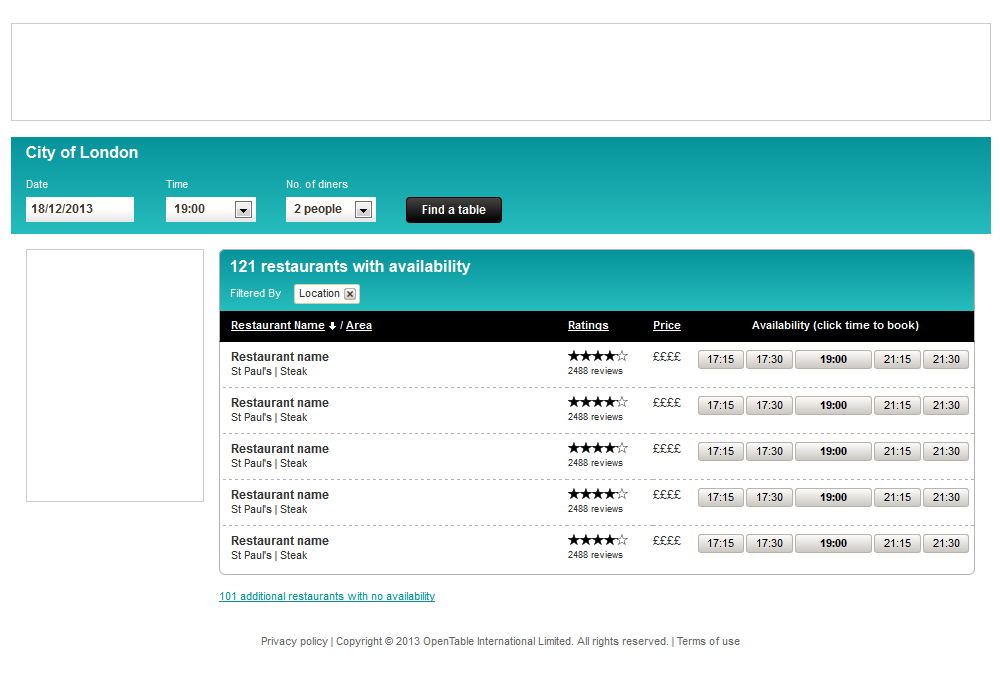 City of London
Date Time No. of diners
18/12/2013 19:00 2 people Find a table
121 restaurants with availability
Filtered By Location x
Restaurant Name / Area Ratings Price Availability (click time to book)
Restaurant name ★★★★☆ ££££ 17:15 17:30 19:00 21:15 21:30
St Paul's | Steak 2488 reviews
Restaurant name ★★★★☆ ££££ 17:15 17:30 19:00 21:15 21:30
St Paul's | Steak 2488 reviews
Restaurant name ★★★★☆ ££££ 17:15 17:30 19:00 21:15 21:30
St Paul's | Steak 2488 reviews
Restaurant name ★★★★☆ ££££ 17:15 17:30 19:00 21:15 21:30
St Paul's | Steak 2488 reviews
Restaurant name ★★★★☆ ££££ 17:15 17:30 19:00 21:15 21:30
St Paul's | Steak 2488 reviews
101 additional restaurants with no availability
Privacy policy | Copyright © 2013 OpenTable International Limited. All rights reserved. | Terms of use